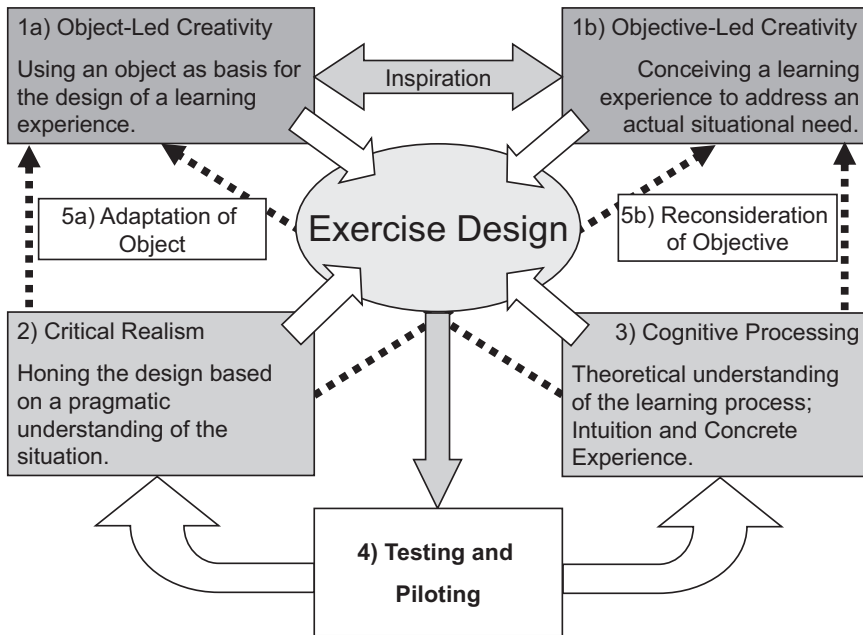 1a) Object-Led Creativity
Using an object as basis for
the design of a learning
experience.
Inspiration
1b) Objective-Led Creativity
Conceiving a learning
experience to address an
actual situational need.
5a) Adaptation of
Object
Exercise Design
5b) Reconsideration
of Objective
2) Critical Realism
Honing the design based
on a pragmatic
understanding of the
situation.
3) Cognitive Processing
Theoretical understanding
of the learning process;
Intuition and Concrete
Experience.
4) Testing and
Piloting